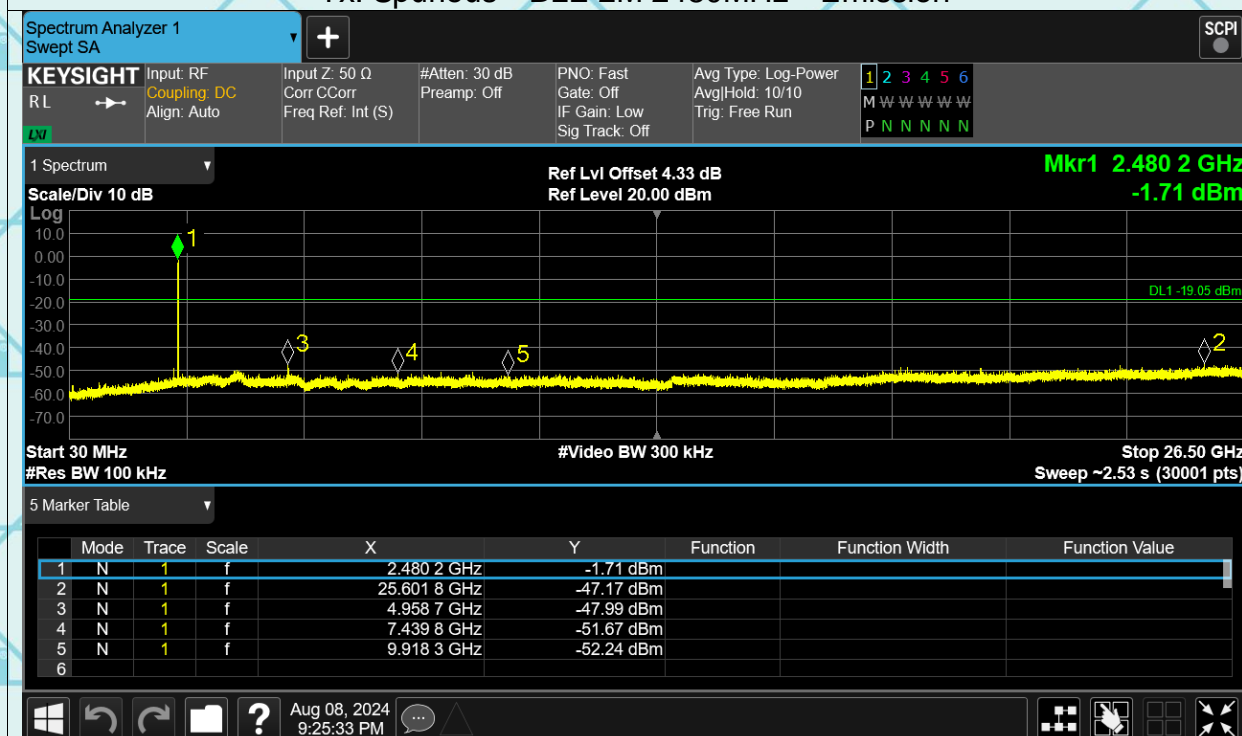 Tx. Spurious - BLE 2M 2480MHz - Emission
Spectrum Analyzer 1
Swept SA
SCPI
KEYSIGHT
RL
LXI
Input: RF
Coupling: DC
Align: Auto
Input Z: 50 Ω
Corr CCorr
Freq Ref: Int (S)
#Atten: 30 dB
Preamp: Off
PNO: Fast
Gate: Off
IF Gain: Low
Sig Track: Off
Avg Type: Log-Power
Avg|Hold: 10/10
Trig: Free Run
1 2 3 4 5 6
M W W W W W
P N N N N N
1 Spectrum
Scale/Div 10 dB
Ref Lvl Offset 4.33 dB
Ref Level 20.00 dBm
Mkr1 2.480 2 GHz
-1.71 dBm
Log
10.0
0.00
-10.0
-20.0
-30.0
-40.0
-50.0
-60.0
-70.0
1
3
4
5
2
DL1 -19.05 dBm
Start 30 MHz
#Video BW 300 kHz
Stop 26.50 GHz
#Res BW 100 kHz
Sweep ~2.53 s (30001 pts)
5 Marker Table
Mode Trace Scale X Y Function Function Width Function Value
1 N 1 f 2.480 2 GHz -1.71 dBm
2 N 1 f 25.601 8 GHz -47.17 dBm
3 N 1 f 4.958 7 GHz -47.99 dBm
4 N 1 f 7.439 8 GHz -51.67 dBm
5 N 1 f 9.918 3 GHz -52.24 dBm
6
?
Aug 08, 2024
9:25:33 PM